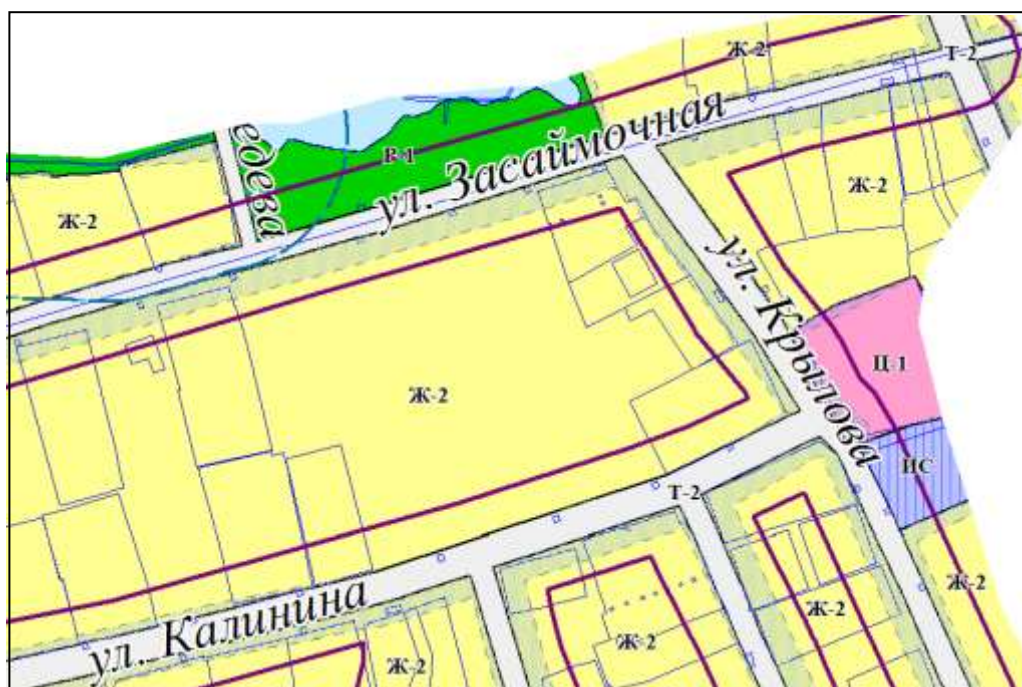 Ж-2
Т-2
едева
В-1
ул. Засаймочная
Ж-2
Ж-2
ул. Крылова
Ц-1
Ж-2
ИС
Т-2
ул. Калинина
Ж-2
Ж-2
Ж-2
Ж-2